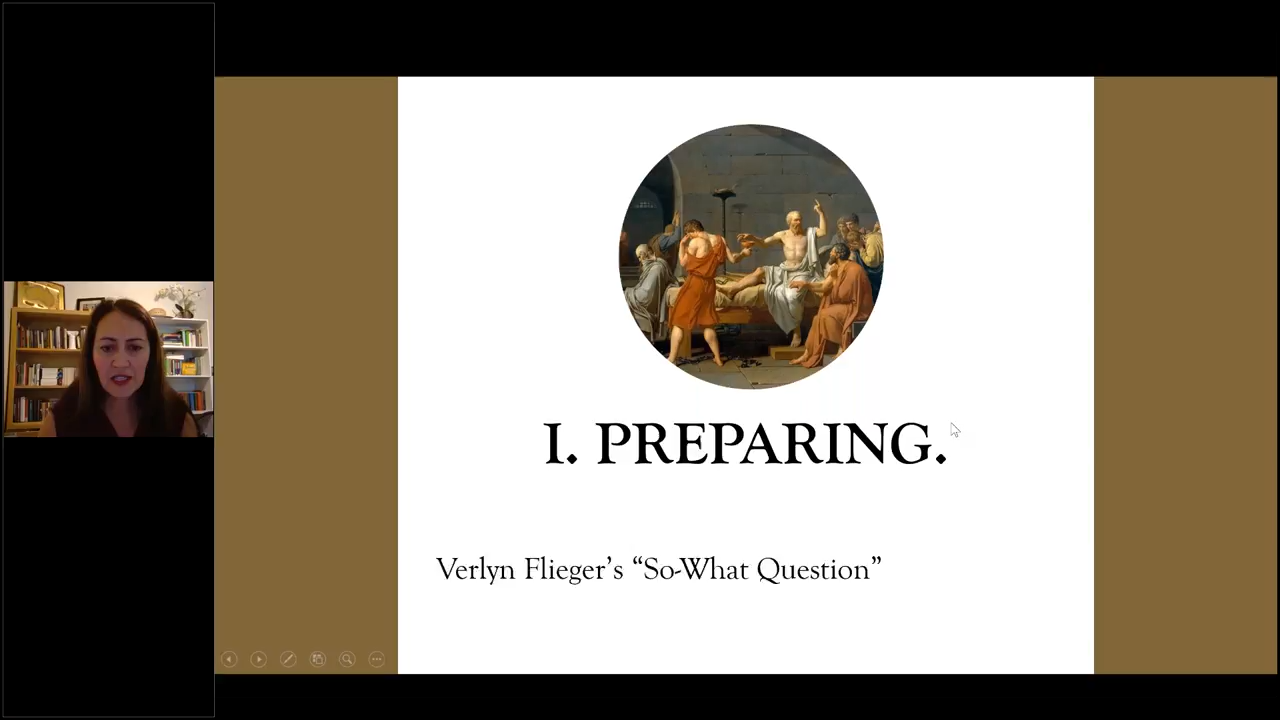 I. PREPARING.
Verlyn Flieger’s “So-What Question”